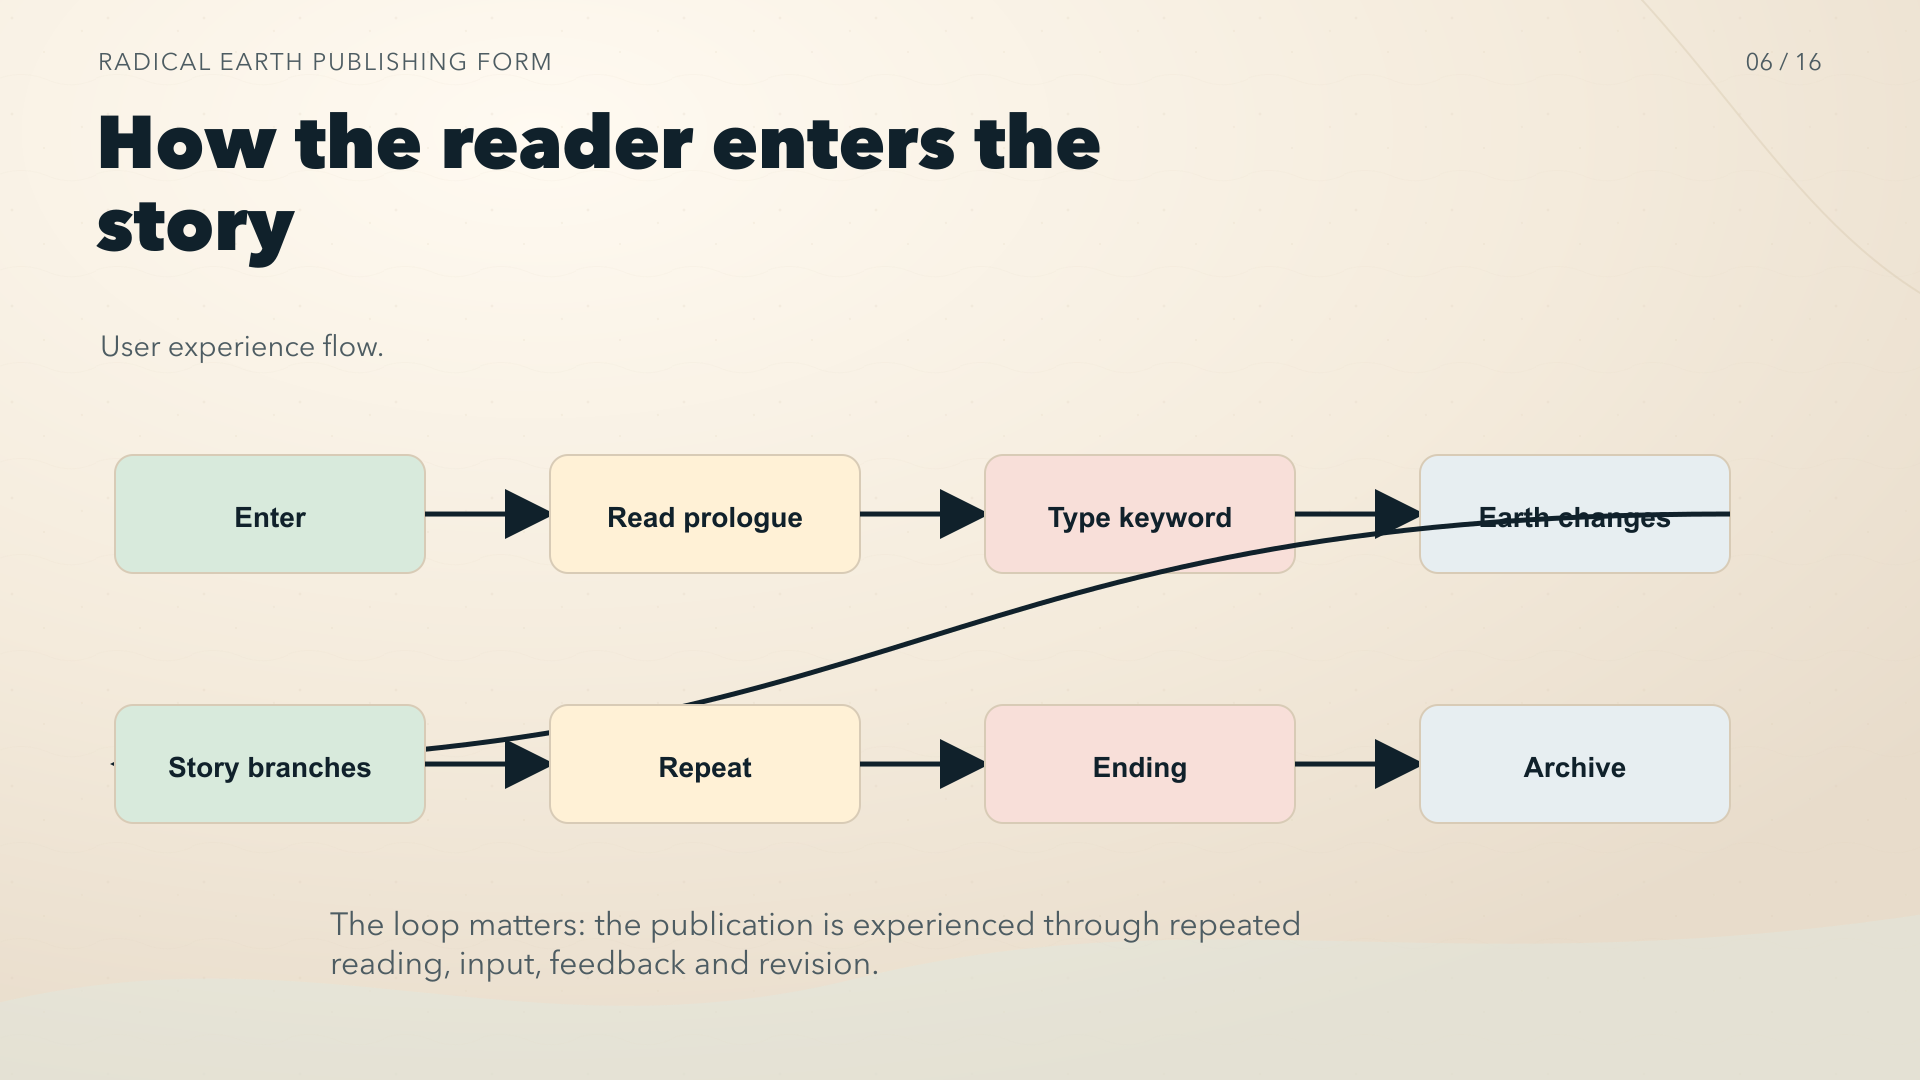 RADICAL EARTH PUBLISHING FORM
06 / 16
How the reader enters the
story
User experience flow.
Enter
Read prologue
Type keyword
Earth changes
Story branches
Repeat
Ending
Archive
The loop matters: the publication is experienced through repeated
reading, input, feedback and revision.